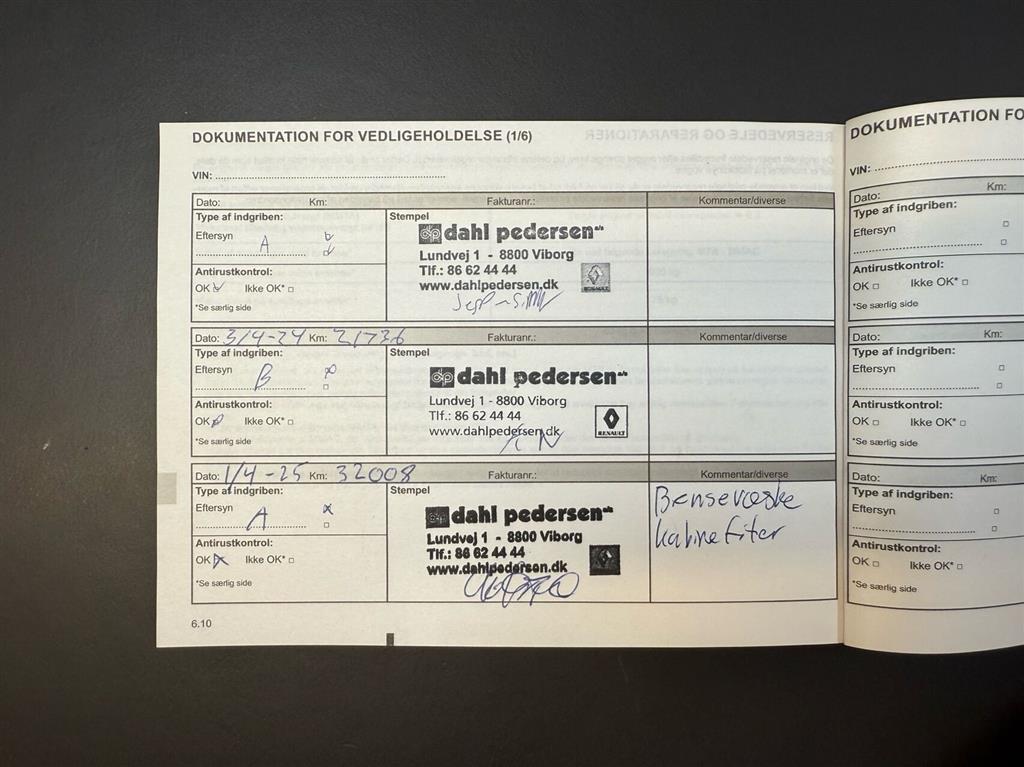 DOKUMENTATION FOR VEDLIGEHOLDELSE (1/6)
VIN:
Dato: Km: Fakturanr.: Kommentar/diverse
Type af indgriben: Stempel
Eftersyn A
dahl pedersen a/s
Lundvej 1 - 8800 Viborg
Tlf.: 86 62 44 44
www.dahlpedersen.dk
RENAULT
Antirustkontrol:
OK Ikke OK*
*Se særlig side
Dato: 3/4-24 Km: 21736 Fakturanr.: Kommentar/diverse
Type af indgriben: Stempel
Eftersyn B
dahl pedersen a/s
Lundvej 1 - 8800 Viborg
Tlf.: 86 62 44 44
www.dahlpedersen.dk
RENAULT
Antirustkontrol:
OK Ikke OK*
*Se særlig side
Dato: 1/4-25 Km: 32008 Fakturanr.: Kommentar/diverse
Type af indgriben: Stempel
Eftersyn A
dahl pedersen a/s
Lundvej 1 - 8800 Viborg
Tlf.: 86 62 44 44
www.dahlpedersen.dk
Antirustkontrol:
OK Ikke OK*
*Se særlig side
6.10
DOKUMENTATION FO
VIN:
Dato: Km:
Type af indgriben:
Eftersyn
Antirustkontrol:
OK Ikke OK*
*Se særlig side
Dato: Km:
Type af indgriben:
Eftersyn
Antirustkontrol:
OK Ikke OK*
*Se særlig side
Dato: Km:
Type af indgriben:
Eftersyn
Antirustkontrol:
OK Ikke OK*
*Se særlig side